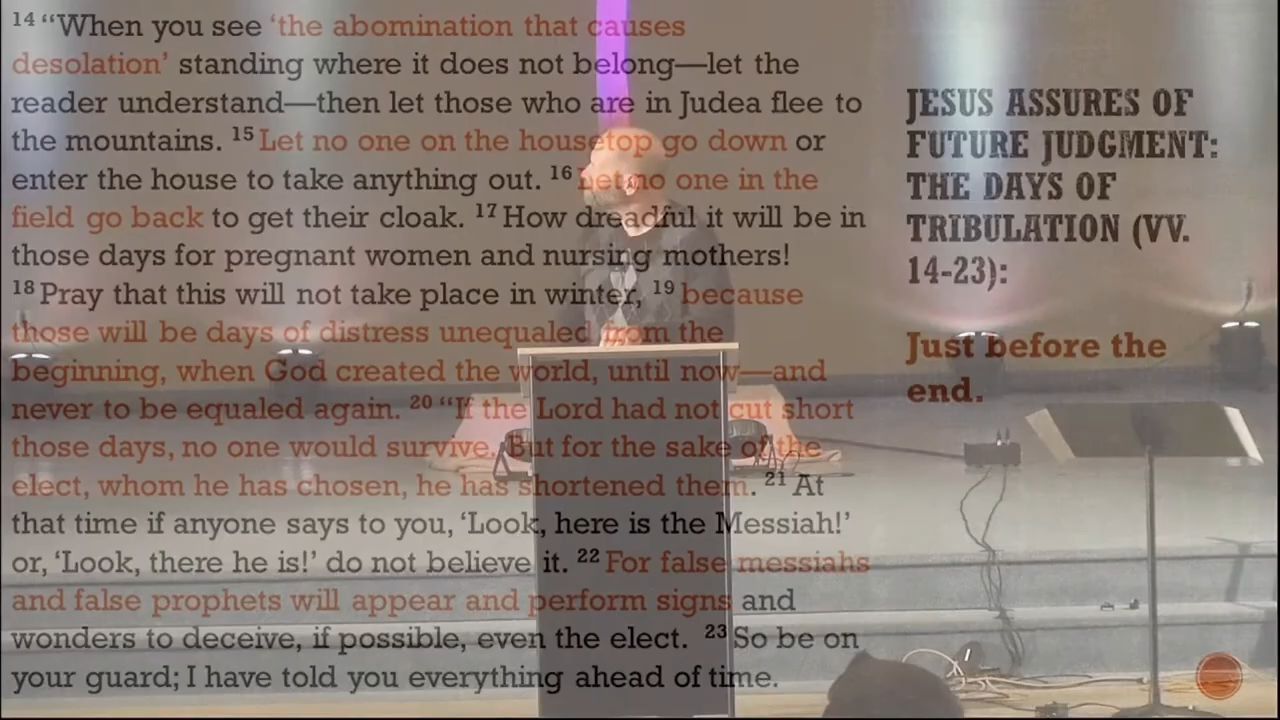 14 “When you see ‘the abomination that causes
desolation’ standing where it does not belong—let the
reader understand—then let those who are in Judea flee to
the mountains. 15 Let no one on the housetop go down or
enter the house to take anything out. 16 Let no one in the
field go back to get their cloak. 17 How dreadful it will be in
those days for pregnant women and nursing mothers!
18 Pray that this will not take place in winter, 19 because
those will be days of distress unequaled from the
beginning, when God created the world, until now—and
never to be equaled again. 20 “If the Lord had not cut short
those days, no one would survive. But for the sake of the
elect, whom he has chosen, he has shortened them. 21 At
that time if anyone says to you, ‘Look, here is the Messiah!’
or, ‘Look, there he is!’ do not believe it. 22 For false messiahs
and false prophets will appear and perform signs and
wonders to deceive, if possible, even the elect. 23 So be on
your guard; I have told you everything ahead of time.
JESUS ASSURES OF
FUTURE JUDGMENT:
THE DAYS OF
TRIBULATION (VV.
14-23):
Just before the
end.